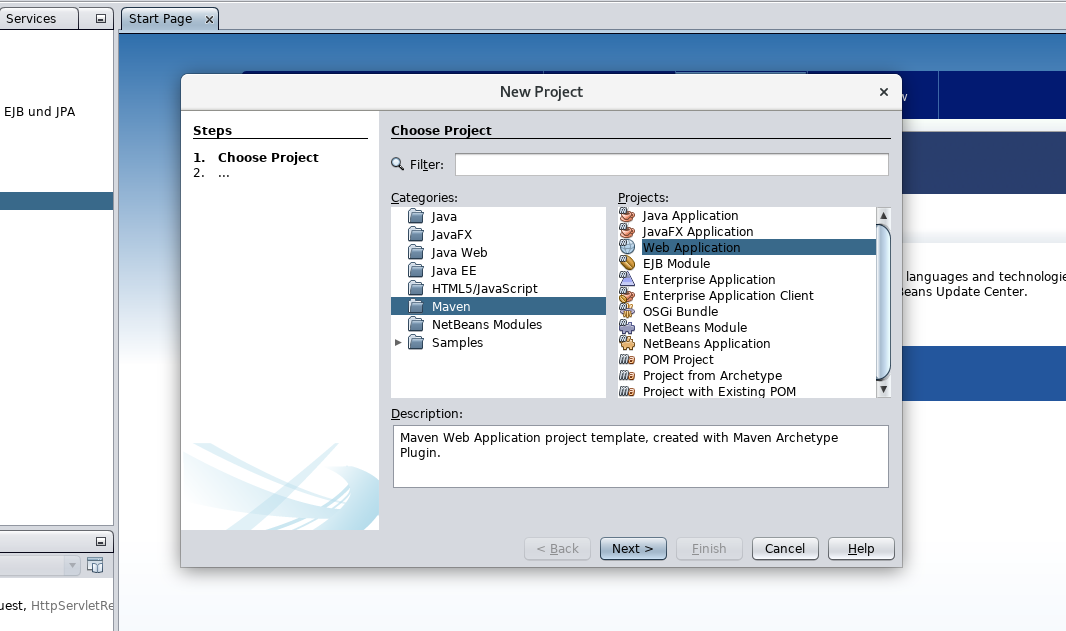 Services
Start Page
EJB und JPA
New Project
w
Steps
1. Choose Project
2. ...
Choose Project
Filter:
Categories:
Java
JavaFX
Java Web
Java EE
HTML5/JavaScript
Maven
NetBeans Modules
Samples
Projects:
Java Application
JavaFX Application
Web Application
EJB Module
Enterprise Application
Enterprise Application Client
OSGi Bundle
NetBeans Module
NetBeans Application
POM Project
Project from Archetype
Project with Existing POM
languages and technologie
Beans Update Center.
Description:
Maven Web Application project template, created with Maven Archetype
Plugin.
< Back
Next >
Finish
Cancel
Help
uest, HttpServletRe